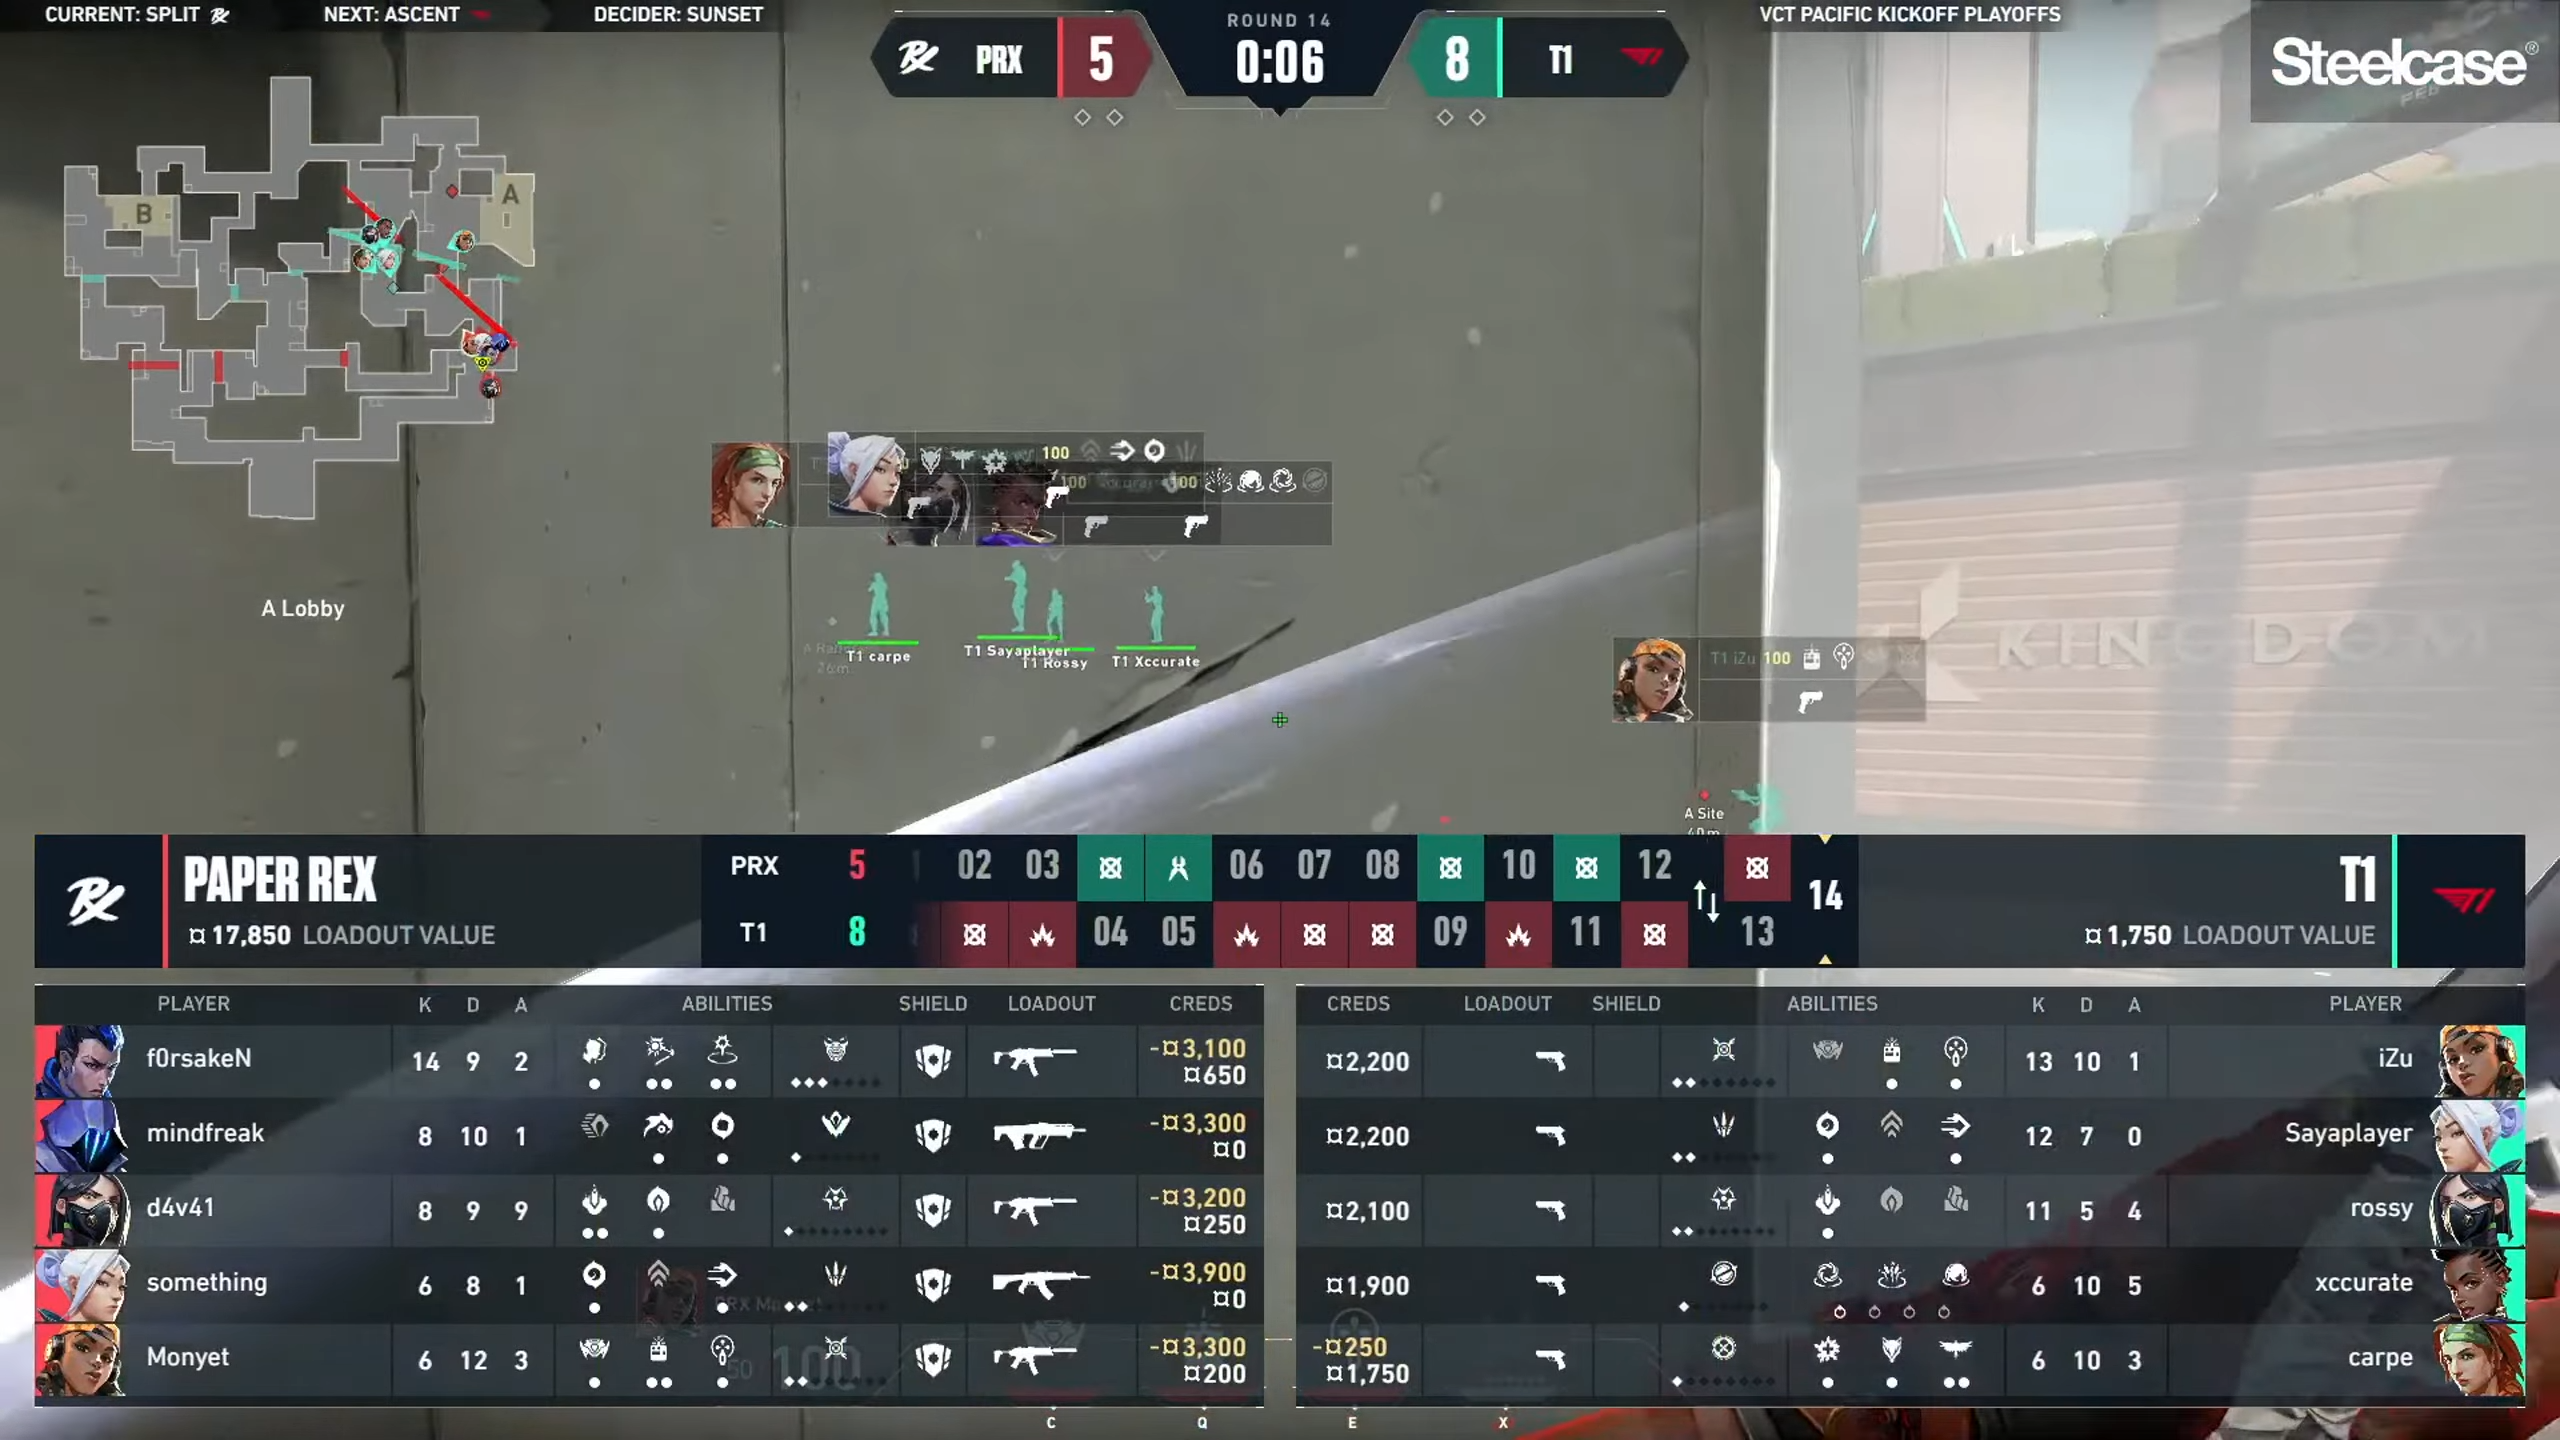 CURRENT: SPLIT
NEXT: ASCENT
DECIDER: SUNSET
PRX
5
ROUND 14
0:06
8
T1
VCT PACIFIC KICKOFF PLAYOFFS
Steelcase®
B
A
A Lobby
100
100
100
T1 carpe
T1 Sayaplayer
T1 Rossy
T1 Xccurate
T1 iZu 100
KINGDOM
A Site
40m
PAPER REX
17,850 LOADOUT VALUE
PRX 5 02 03 06 07 08 10 12
14
T1 8 04 05 09 11 13
T1
1,750 LOADOUT VALUE
PLAYER K D A ABILITIES SHIELD LOADOUT CREDS
f0rsakeN 14 9 2 -3,100 650
mindfreak 8 10 1 -3,300 0
d4v41 8 9 9 -3,200 250
something 6 8 1 -3,900 0
Monyet 6 12 3 -3,300 200
CREDS LOADOUT SHIELD ABILITIES K D A PLAYER
2,200 13 10 1 iZu
2,200 12 7 0 Sayaplayer
2,100 11 5 4 rossy
1,900 6 10 5 xccurate
-250 1,750 6 10 3 carpe
50 100
C Q E X